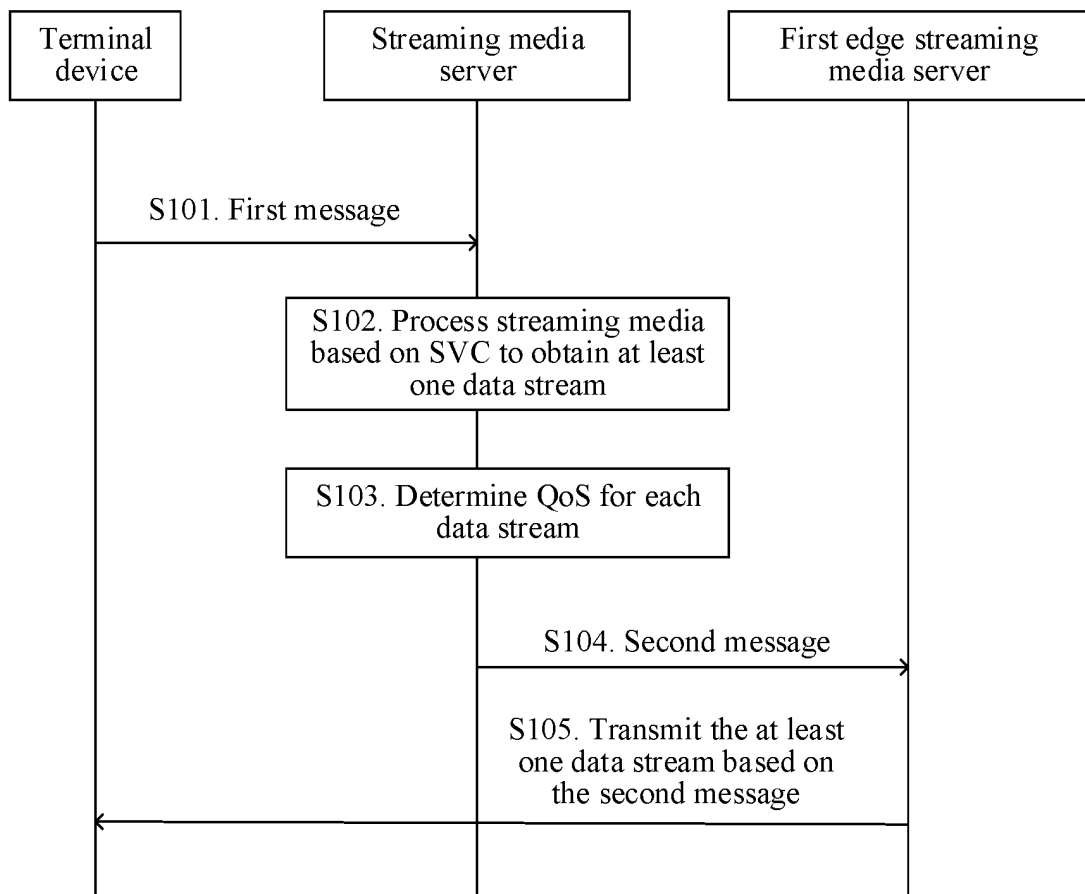 Terminal
device
Streaming media
server
First edge streaming
media server
S101. First message
S102. Process streaming media
based on SVC to obtain at least
one data stream
S103. Determine QoS for each
data stream
S104. Second message
S105. Transmit the at least
one data stream based on
the second message